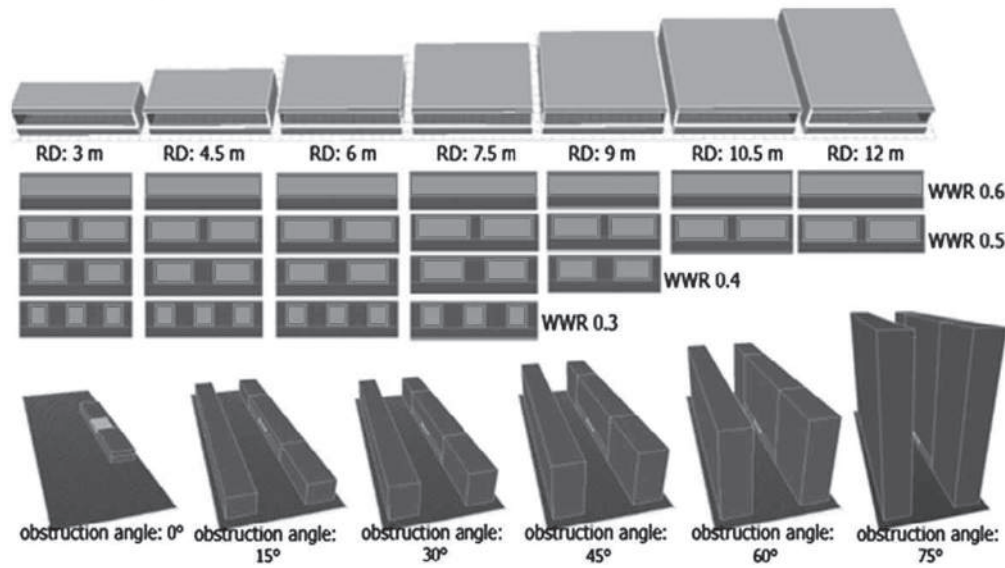 RD: 3 m
RD: 4.5 m
RD: 6 m
RD: 7.5 m
RD: 9 m
RD: 10.5 m
RD: 12 m
WWR 0.6
WWR 0.5
WWR 0.4
WWR 0.3
obstruction angle: 0°
obstruction angle:
15°
obstruction angle:
30°
obstruction angle:
45°
obstruction angle:
60°
obstruction angle:
75°